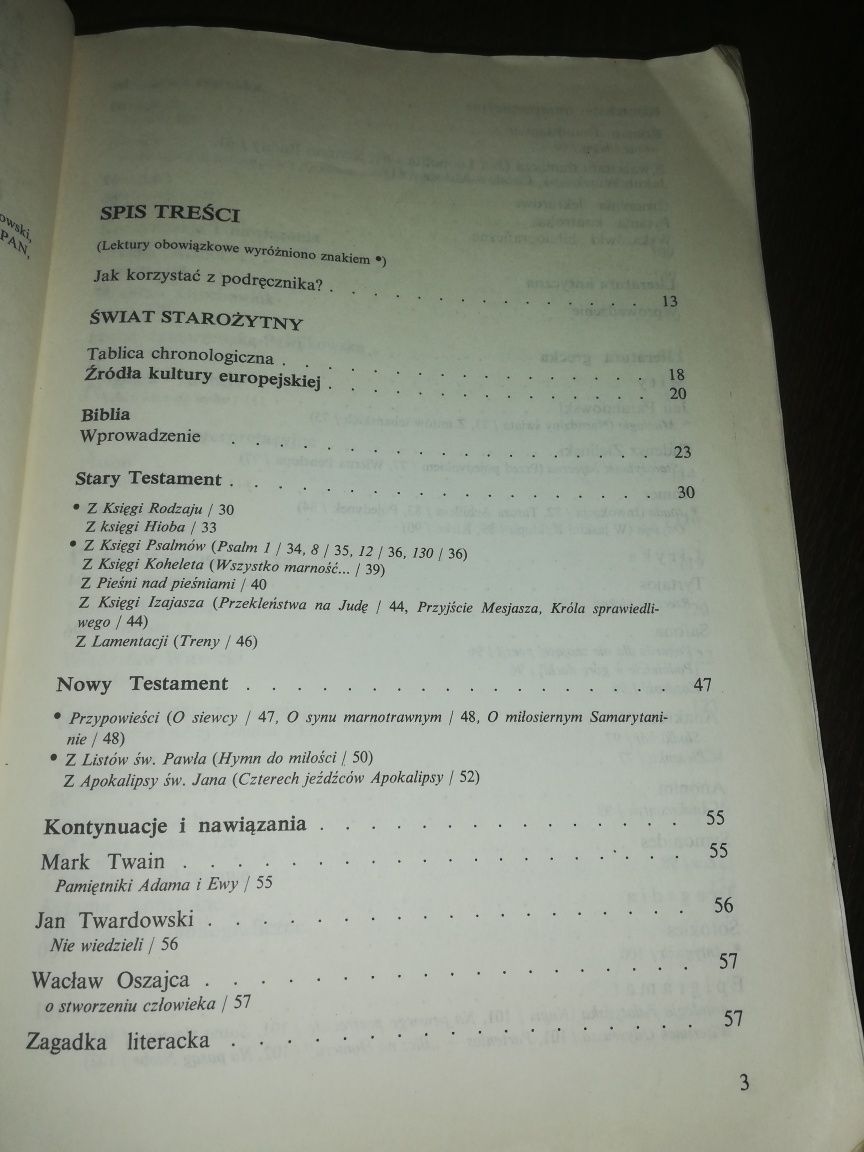 owski,
PAN,
SPIS TREŚCI
(Lektury obowiązkowe wyróżniono znakiem •)
Jak korzystać z podręcznika? . . . . . . . . . . . . . . . . 13
ŚWIAT STAROŻYTNY
Tablica chronologiczna . . . . . . . . . . . . . . . . 18
Źródła kultury europejskiej . . . . . . . . . . . . . . . 20
Biblia
Wprowadzenie . . . . . . . . . . . . . . . . . . 23
Stary Testament . . . . . . . . . . . . . . . . . . 30
• Z Księgi Rodzaju / 30
Z księgi Hioba / 33
• Z Księgi Psalmów (Psalm 1 / 34, 8 / 35, 12 / 36, 130 / 36)
Z Księgi Koheleta (Wszystko marność... / 39)
Z Pieśni nad pieśniami / 40
Z Księgi Izajasza (Przekleństwa na Judę / 44, Przyjście Mesjasza, Króla sprawiedli-
wego / 44)
Z Lamentacji (Treny / 46)
Nowy Testament . . . . . . . . . . . . . . . . . 47
• Przypowieści (O siewcy / 47, O synu marnotrawnym / 48, O miłosiernym Samarytani-
nie / 48)
• Z Listów św. Pawła (Hymn do miłości / 50)
Z Apokalipsy św. Jana (Czterech jeźdźców Apokalipsy / 52)
Kontynuacje i nawiązania . . . . . . . . . . . . . . 55
Mark Twain . . . . . . . . . . . . . . . . . . . 55
Pamiętniki Adama i Ewy / 55
Jan Twardowski . . . . . . . . . . . . . . . . . . 56
Nie wiedzieli / 56
Wacław Oszajca . . . . . . . . . . . . . . . . . . 57
o stworzeniu człowieka / 57
Zagadka literacka . . . . . . . . . . . . . . . . . 57
3